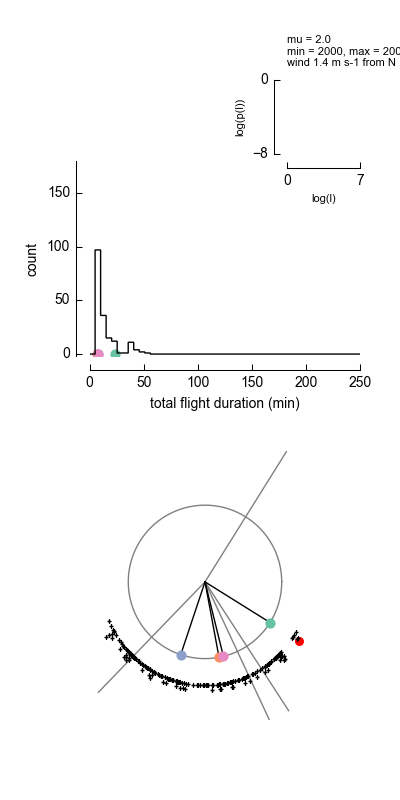 mu = 2.0
min = 2000, max = 200
wind 1.4 m s-1 from N
0
log(p(l))
−8
0 7
log(l)
150
100
50
0
count
0 50 100 150 200 250
total flight duration (min)